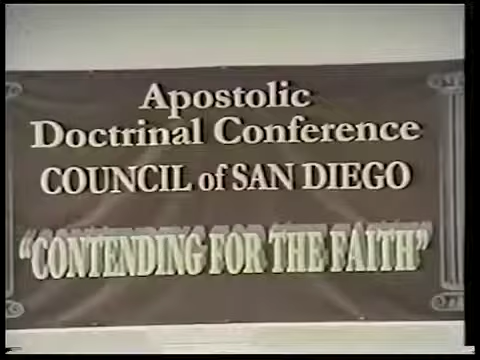 Apostolic
Doctrinal Conference
COUNCIL of SAN DIEGO
"CONTENDING FOR THE FAITH"